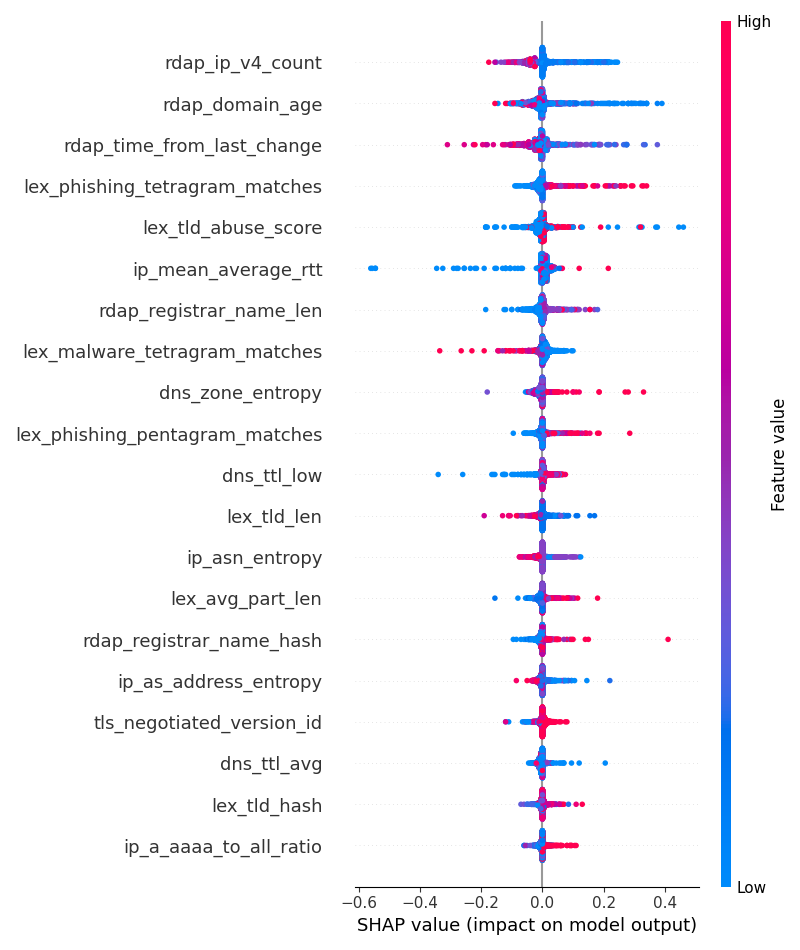 High
rdap_ip_v4_count
rdap_domain_age
rdap_time_from_last_change
lex_phishing_tetragram_matches
lex_tld_abuse_score
ip_mean_average_rtt
rdap_registrar_name_len
lex_malware_tetragram_matches
dns_zone_entropy
lex_phishing_pentagram_matches
dns_ttl_low
lex_tld_len
ip_asn_entropy
lex_avg_part_len
rdap_registrar_name_hash
ip_as_address_entropy
tls_negotiated_version_id
dns_ttl_avg
lex_tld_hash
ip_a_aaaa_to_all_ratio
Feature value
Low
−0.6 −0.4 −0.2 0.0 0.2 0.4
SHAP value (impact on model output)